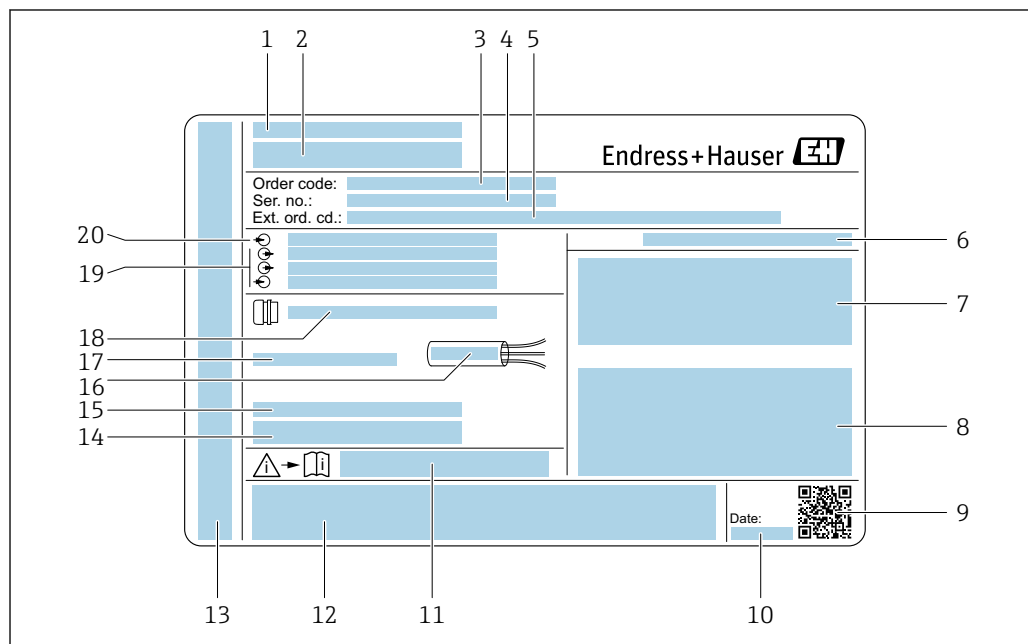 1 2 3 4 5
Endress+Hauser EH
Order code:
Ser. no.:
Ext. ord. cd.:
20 6
19 7
18
17
16
15
14 8
i i
Date: 9
13 12 11 10